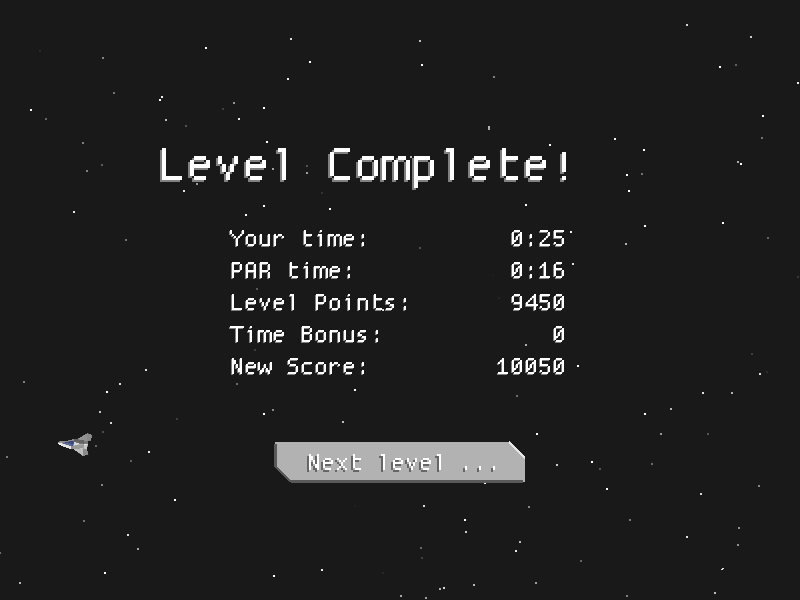 Level Complete!
Your time: 0:25
PAR time: 0:16
Level Points: 9450
Time Bonus: 0
New Score: 10050
Next level ...